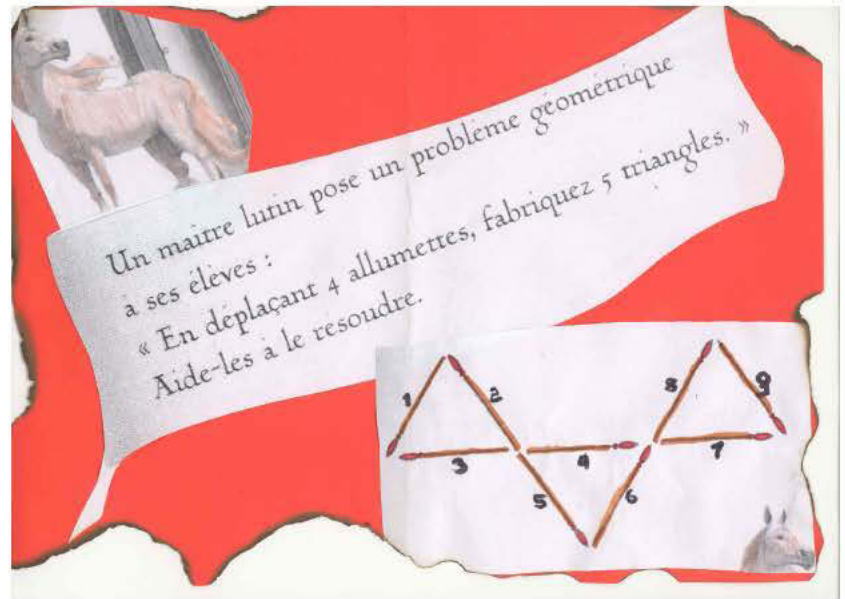 Un maître lutin pose un problème géométrique
à ses élèves :
« En déplaçant 4 allumettes, fabriquez 5 triangles. »
Aide-les à le résoudre.
1 2 8 9
3 4 7
5 6